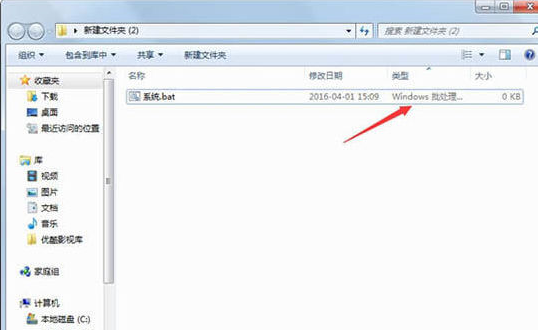 新建文件夹 (2)
搜索 新建文件夹 (2)
组织 包含到库中 共享 新建文件夹
名称 修改日期 类型 大小
系统.bat 2016-04-01 15:09 Windows 批处理... 0 KB
收藏夹
下载
桌面
最近访问的位置
库
视频
图片
文档
音乐
优酷影视库
家庭组
计算机
本地磁盘 (C:)